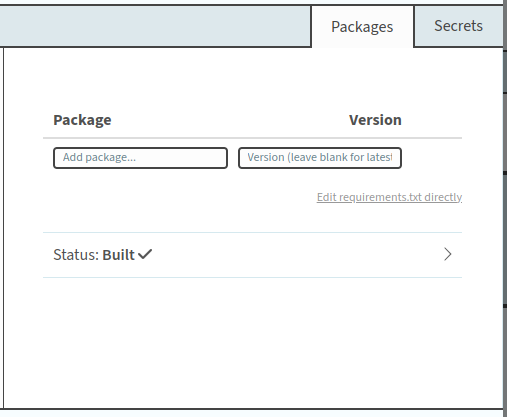 Packages Secrets
Package Version
Add package... Version (leave blank for latest
Edit requirements.txt directly
Status: Built